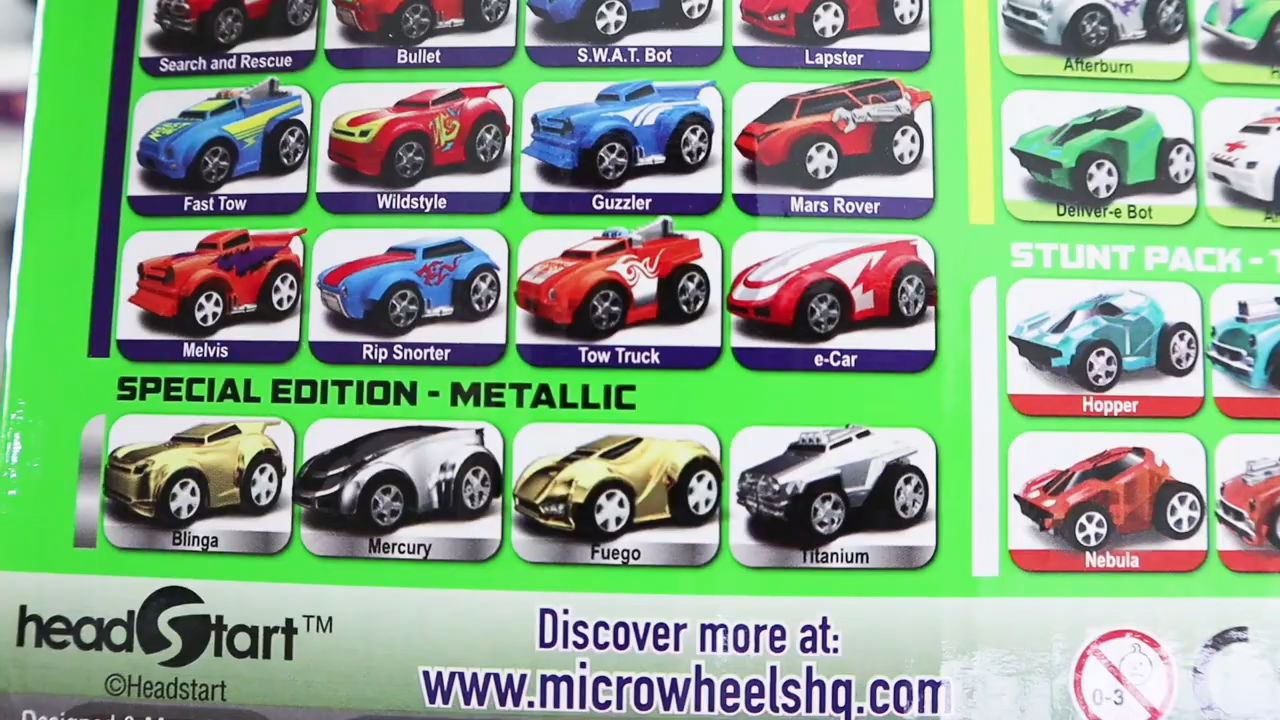 Search and Rescue
Bullet
S.W.A.T. Bot
Lapster
Afterburn
Fast Tow
Wildstyle
Guzzler
Mars Rover
Deliver-e Bot
STUNT PACK -
Melvis
Rip Snorter
Tow Truck
e-Car
Hopper
SPECIAL EDITION - METALLIC
Blinga
Mercury
Fuego
Titanium
Nebula
headStart™
©Headstart
Discover more at:
www.microwheelshq.com
0-3